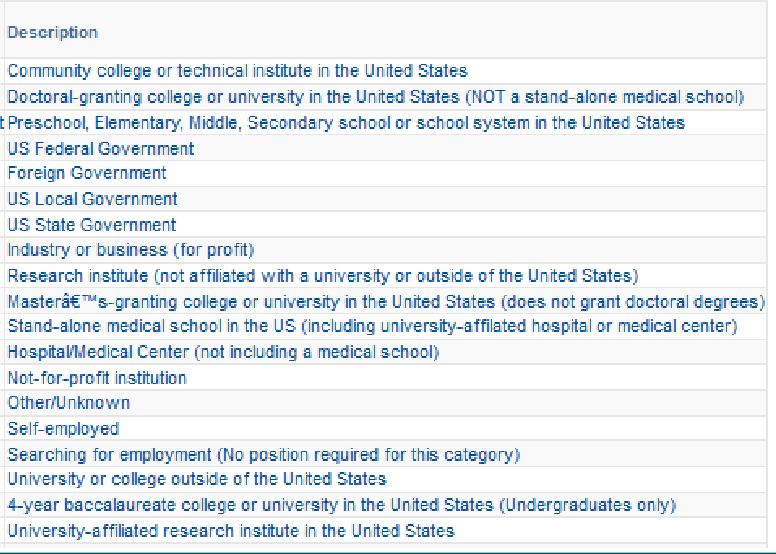 Description
Community college or technical institute in the United States
Doctoral-granting college or university in the United States (NOT a stand-alone medical school)
t Preschool, Elementary, Middle, Secondary school or school system in the United States
US Federal Government
Foreign Government
US Local Government
US State Government
Industry or business (for profit)
Research institute (not affiliated with a university or outside of the United States)
Masterâ€™s-granting college or university in the United States (does not grant doctoral degrees)
Stand-alone medical school in the US (including university-affilated hospital or medical center)
Hospital/Medical Center (not including a medical school)
Not-for-profit institution
Other/Unknown
Self-employed
Searching for employment (No position required for this category)
University or college outside of the United States
4-year baccalaureate college or university in the United States (Undergraduates only)
University-affiliated research institute in the United States